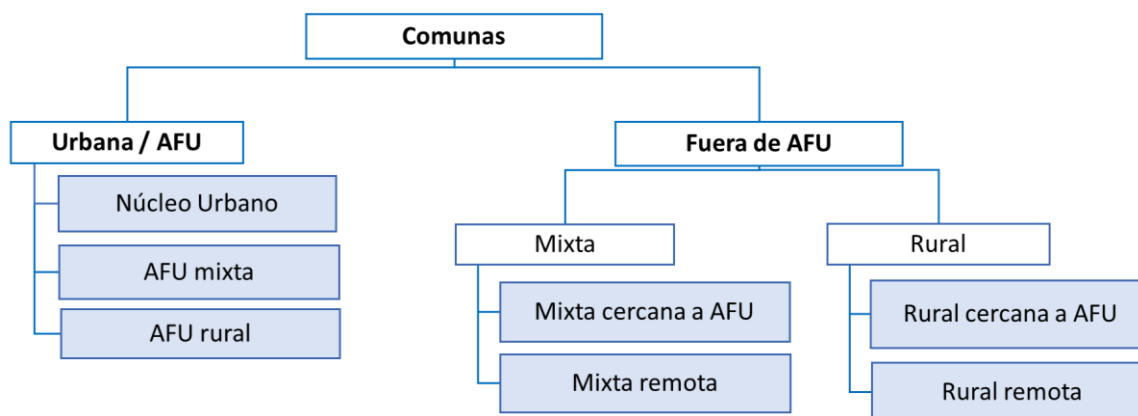 Comunas
Urbana / AFU
Fuera de AFU
Núcleo Urbano
AFU mixta
AFU rural
Mixta
Rural
Mixta cercana a AFU
Mixta remota
Rural cercana a AFU
Rural remota